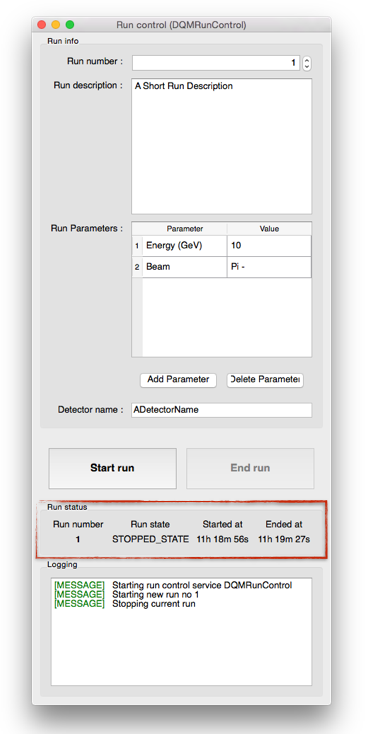 Run control (DQMRunControl)
Run info
Run number : 1
Run description : A Short Run Description
Run Parameters : Parameter Value
1 Energy (GeV) 10
2 Beam Pi -
Add Parameter Delete Parameter
Detector name : ADetectorName
Start run End run
Run status
Run number Run state Started at Ended at
1 STOPPED_STATE 11h 18m 56s 11h 19m 27s
Logging
[MESSAGE] Starting run control service DQMRunControl
[MESSAGE] Starting new run no 1
[MESSAGE] Stopping current run